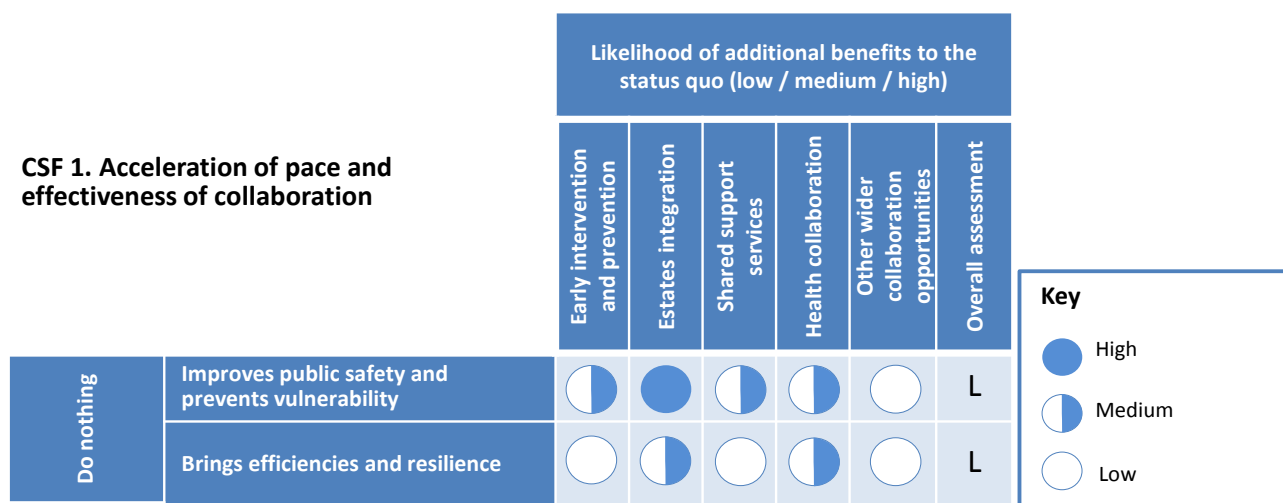 Likelihood of additional benefits to the
status quo (low / medium / high)
CSF 1. Acceleration of pace and
effectiveness of collaboration
Early intervention
and prevention
Estates integration
Shared support
services
Health collaboration
Other wider
collaboration
opportunities
Overall assessment
Key
High
Medium
Low
Do nothing
Improves public safety and
prevents vulnerability
L
Brings efficiencies and resilience
L